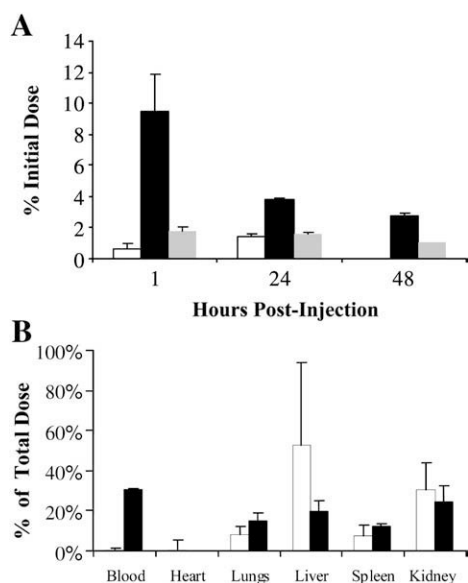 A
% Initial Dose
14
12
10
8
6
4
2
0
1 24 48
Hours Post-Injection
B
% of Total Dose
100%
80%
60%
40%
20%
0%
Blood Heart Lungs Liver Spleen Kidney